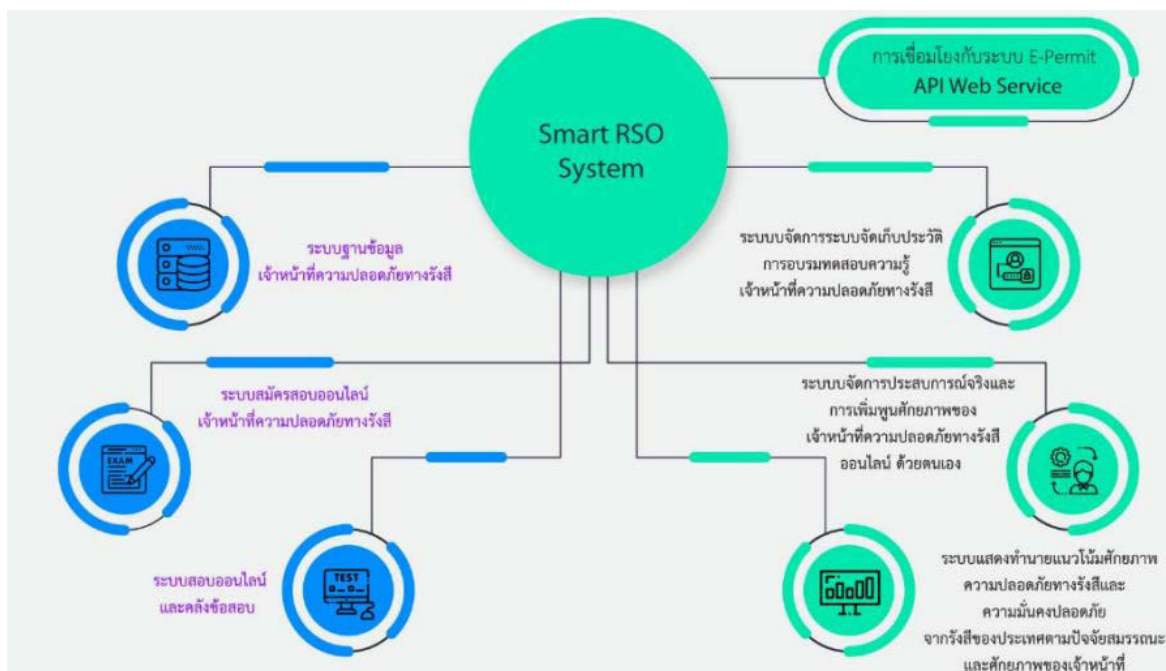 การเชื่อมโยงกับระบบ E-Permit
API Web Service
Smart RSO
System
ระบบฐานข้อมูล
เจ้าหน้าที่ความปลอดภัยทางรังสี
ระบบบจัดการระบบจัดเก็บประวัติ
การอบรมทดสอบความรู้
เจ้าหน้าที่ความปลอดภัยทางรังสี
ระบบสมัครสอบออนไลน์
เจ้าหน้าที่ความปลอดภัยทางรังสี
EXAM
ระบบบจัดการประสบการณ์จริงและ
การเพิ่มพูนศักยภาพของ
เจ้าหน้าที่ความปลอดภัยทางรังสี
ออนไลน์ ด้วยตนเอง
ระบบสอบออนไลน์
และคลังข้อสอบ
TEST
ระบบแสดงทำนายแนวโน้มศักยภาพ
ความปลอดภัยทางรังสีและ
ความมั่นคงปลอดภัย
จากรังสีของประเทศตามปัจจัยสมรรถนะ
และศักยภาพของเจ้าหน้าที่